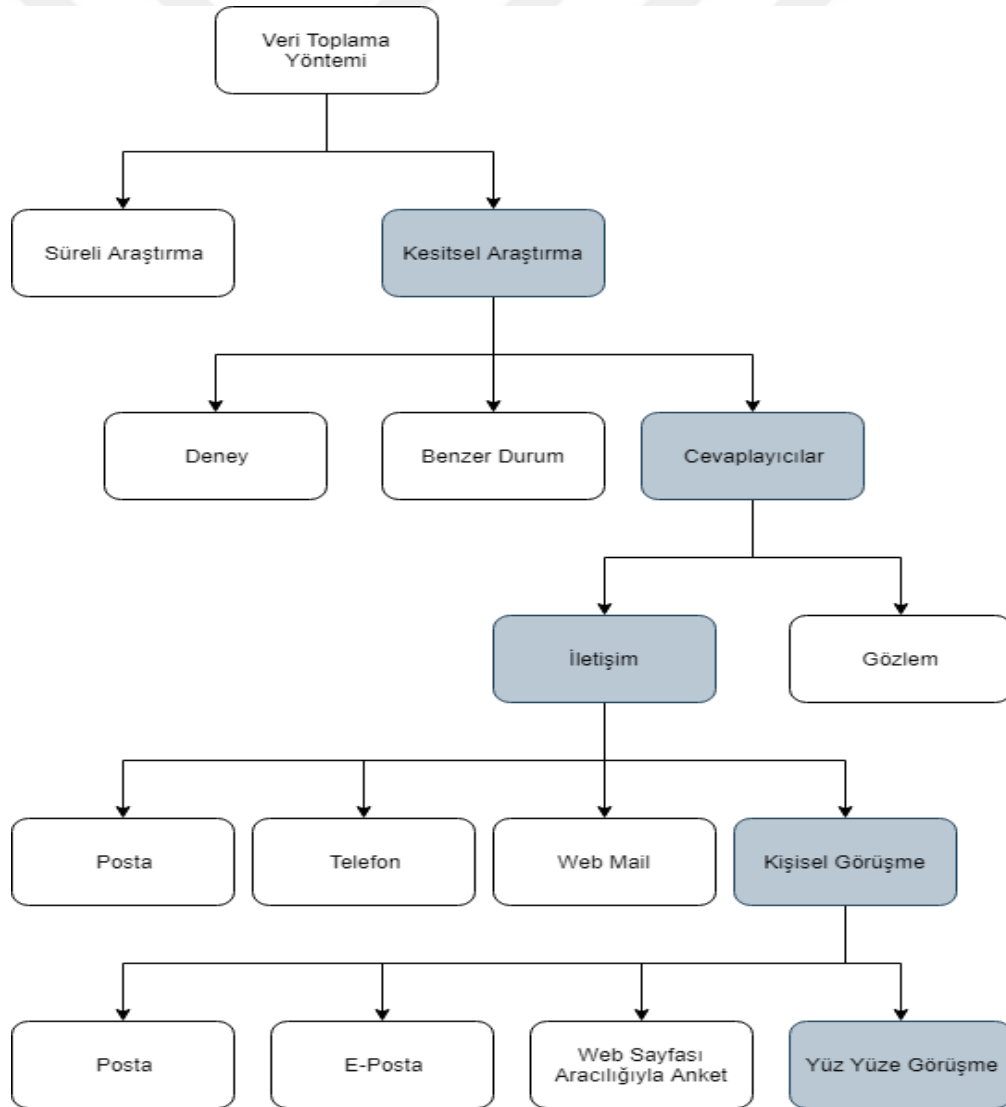 Veri Toplama
Yöntemi
Süreli Araştırma
Kesitsel Araştırma
Deney
Benzer Durum
Cevaplayıcılar
İletişim
Gözlem
Posta
Telefon
Web Mail
Kişisel Görüşme
Posta
E-Posta
Web Sayfası
Aracılığıyla Anket
Yüz Yüze Görüşme